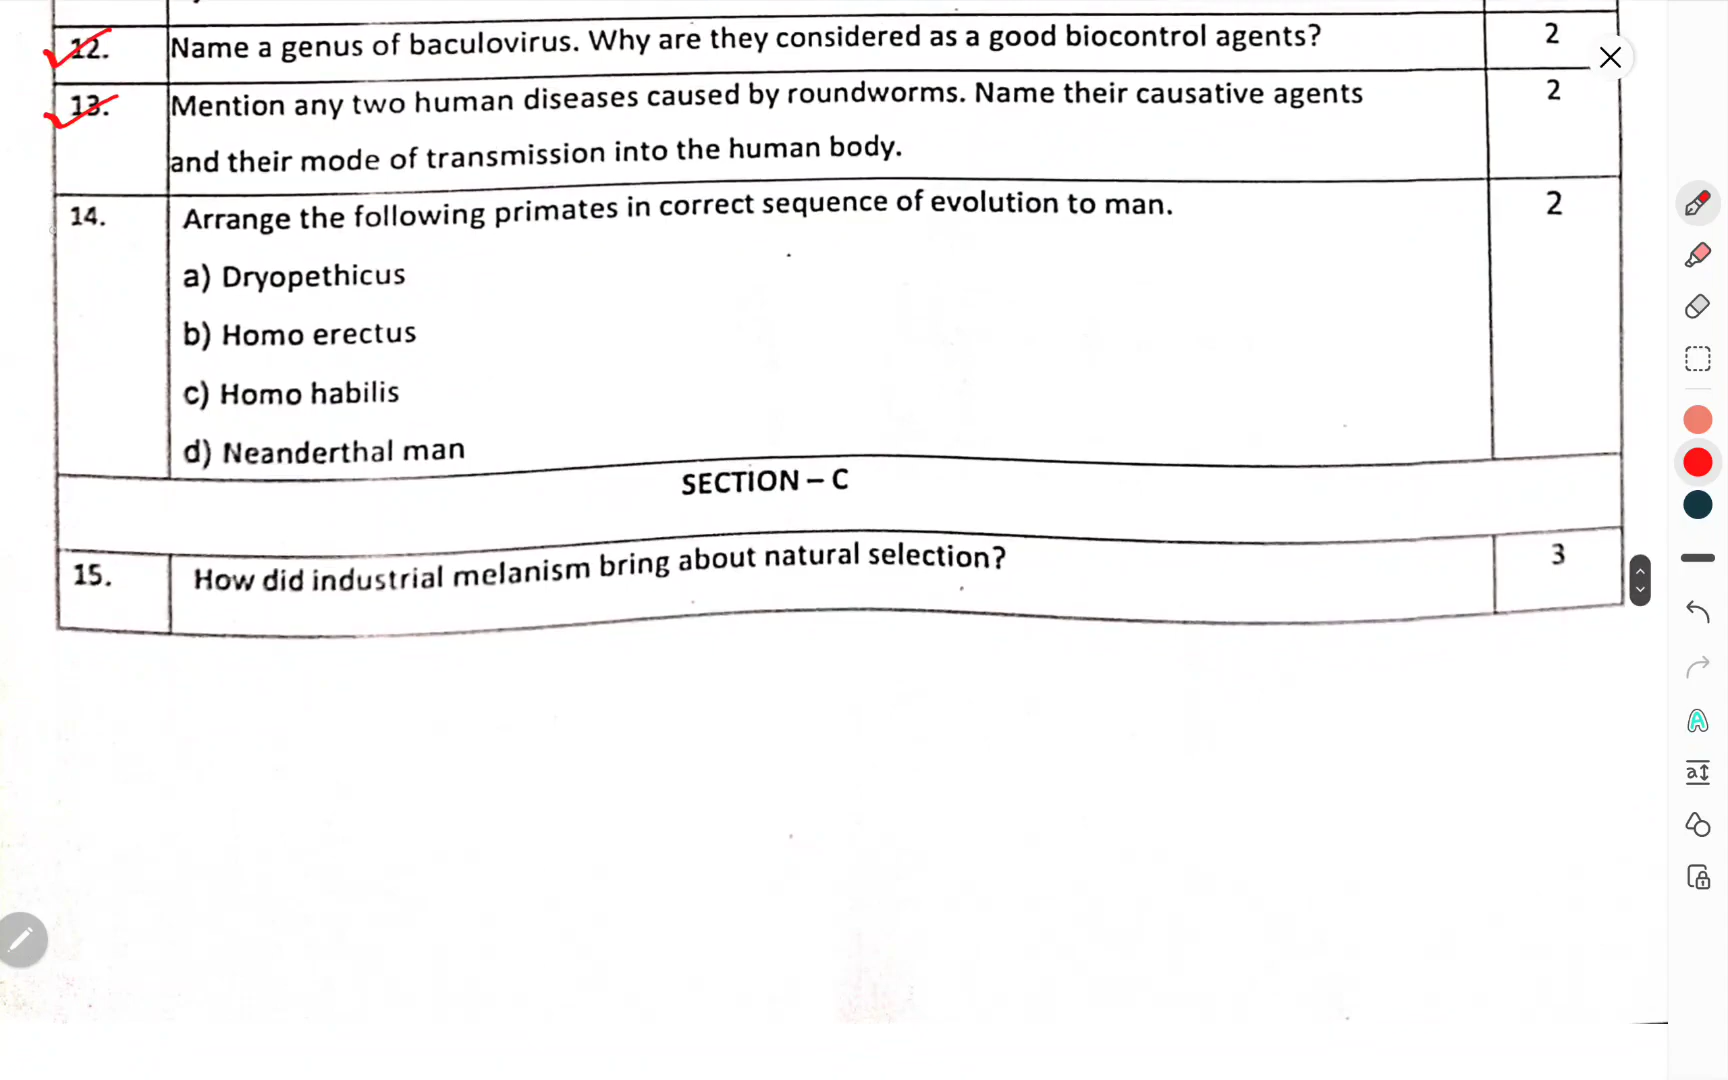 12. Name a genus of baculovirus. Why are they considered as a good biocontrol agents? 2
13. Mention any two human diseases caused by roundworms. Name their causative agents 2
and their mode of transmission into the human body.
14. Arrange the following primates in correct sequence of evolution to man. 2
a) Dryopethicus
b) Homo erectus
c) Homo habilis
d) Neanderthal man
SECTION – C
15. How did industrial melanism bring about natural selection? 3